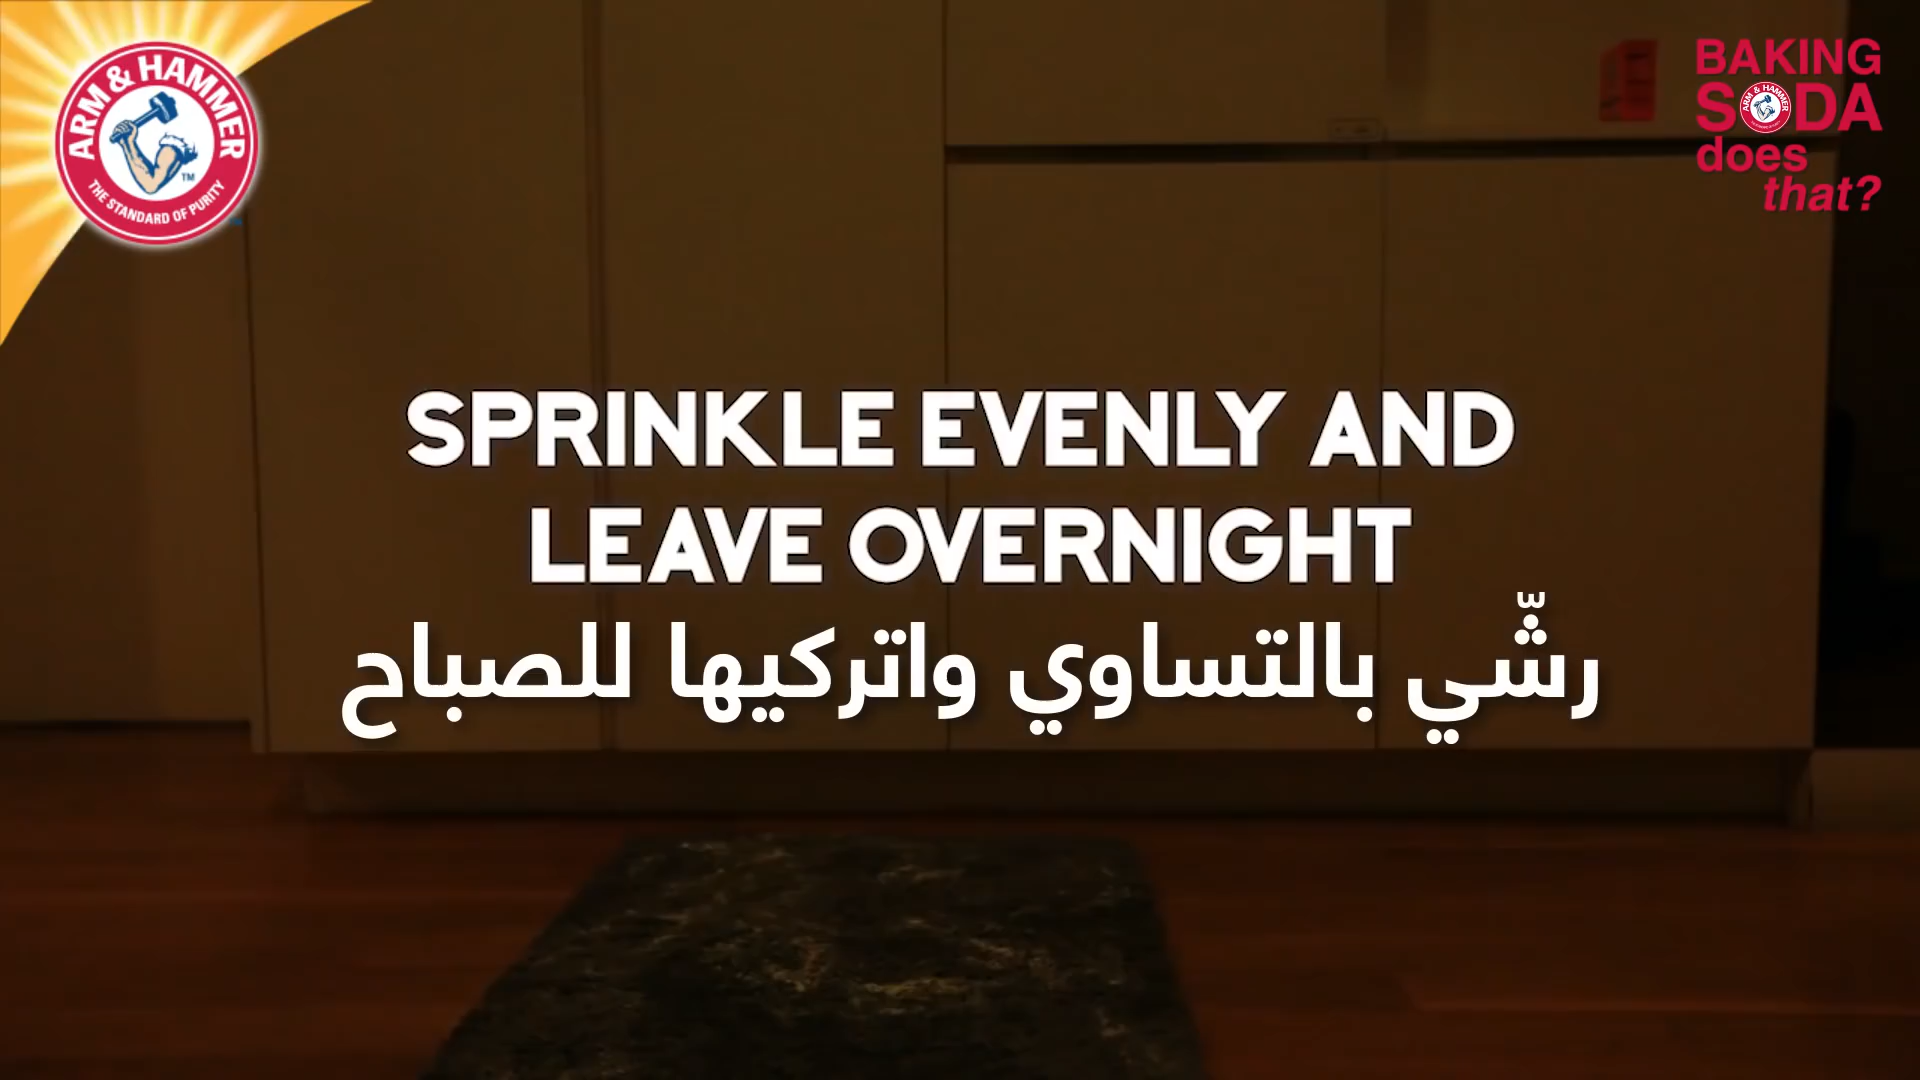 ARM & HAMMER
THE STANDARD OF PURITY
TM
BAKING
SODA
does
that?
SPRINKLE EVENLY AND
LEAVE OVERNIGHT
رشّي بالتساوي واتركيها للصباح